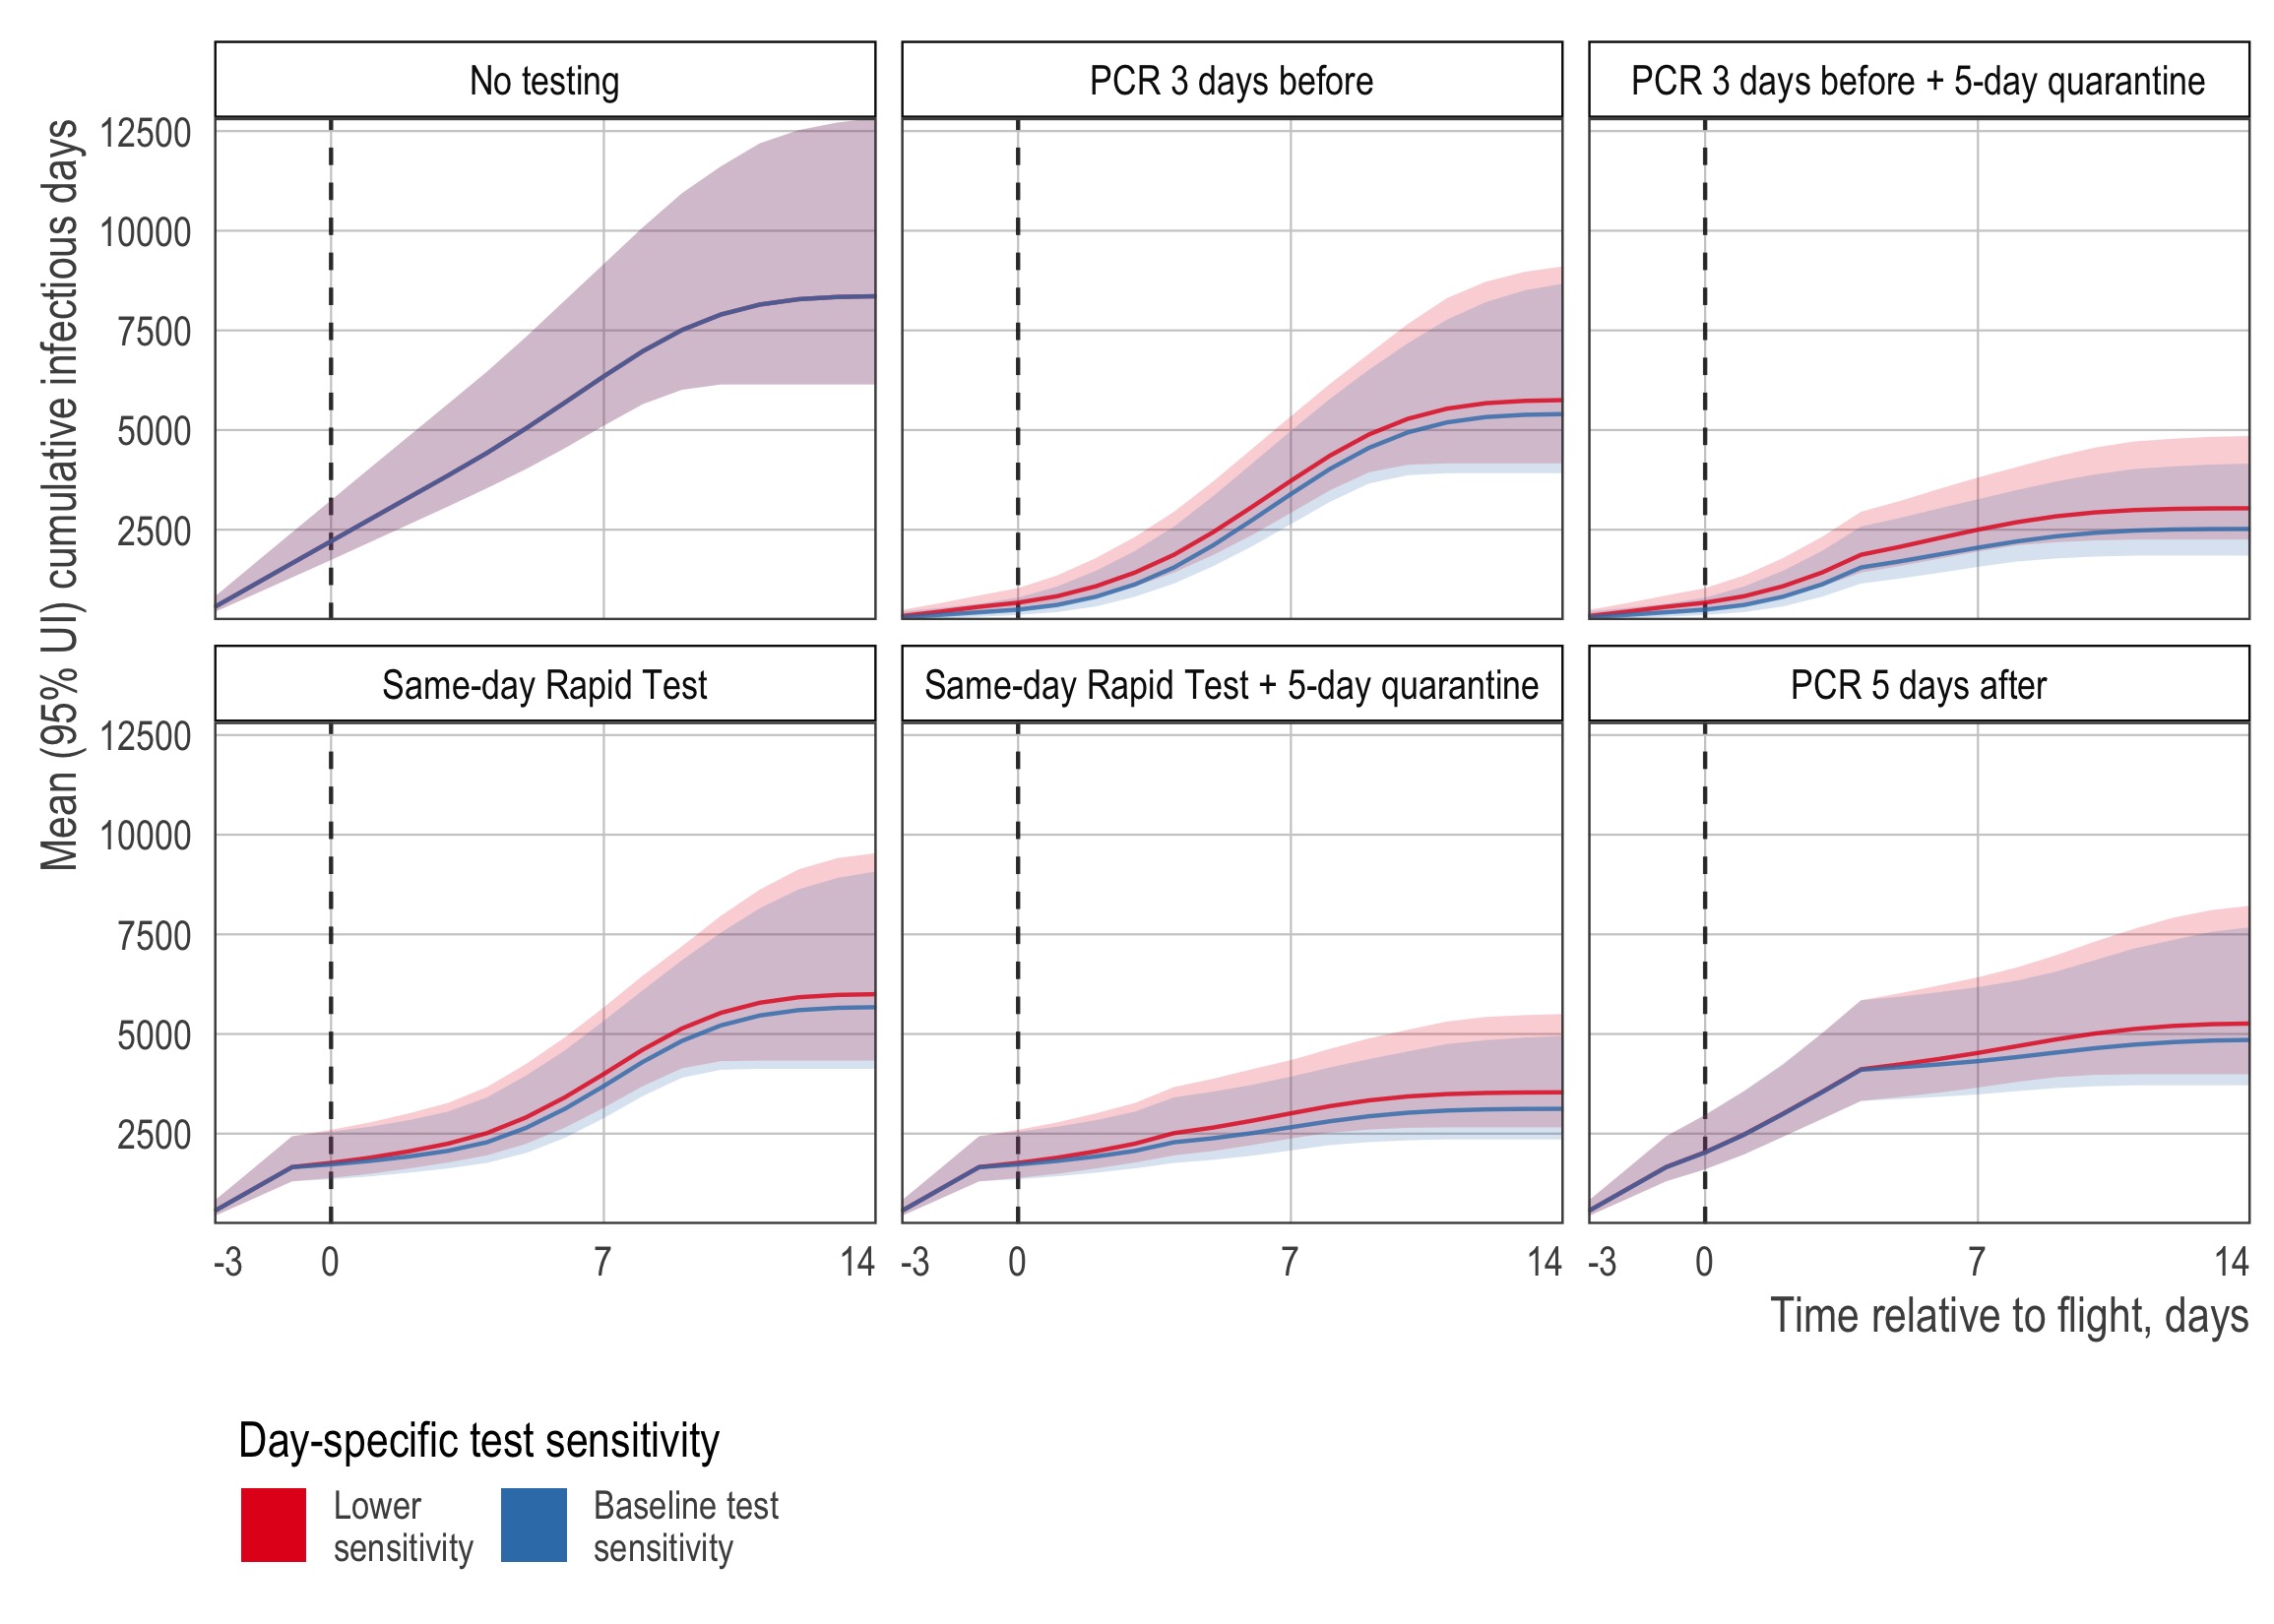 Mean (95% UI) cumulative infectious days
No testing
PCR 3 days before
PCR 3 days before + 5-day quarantine
12500
10000
7500
5000
2500
Same-day Rapid Test
Same-day Rapid Test + 5-day quarantine
PCR 5 days after
12500
10000
7500
5000
2500
-3 0 7 14
-3 0 7 14
-3 0 7 14
Time relative to flight, days
Day-specific test sensitivity
Lower
sensitivity
Baseline test
sensitivity